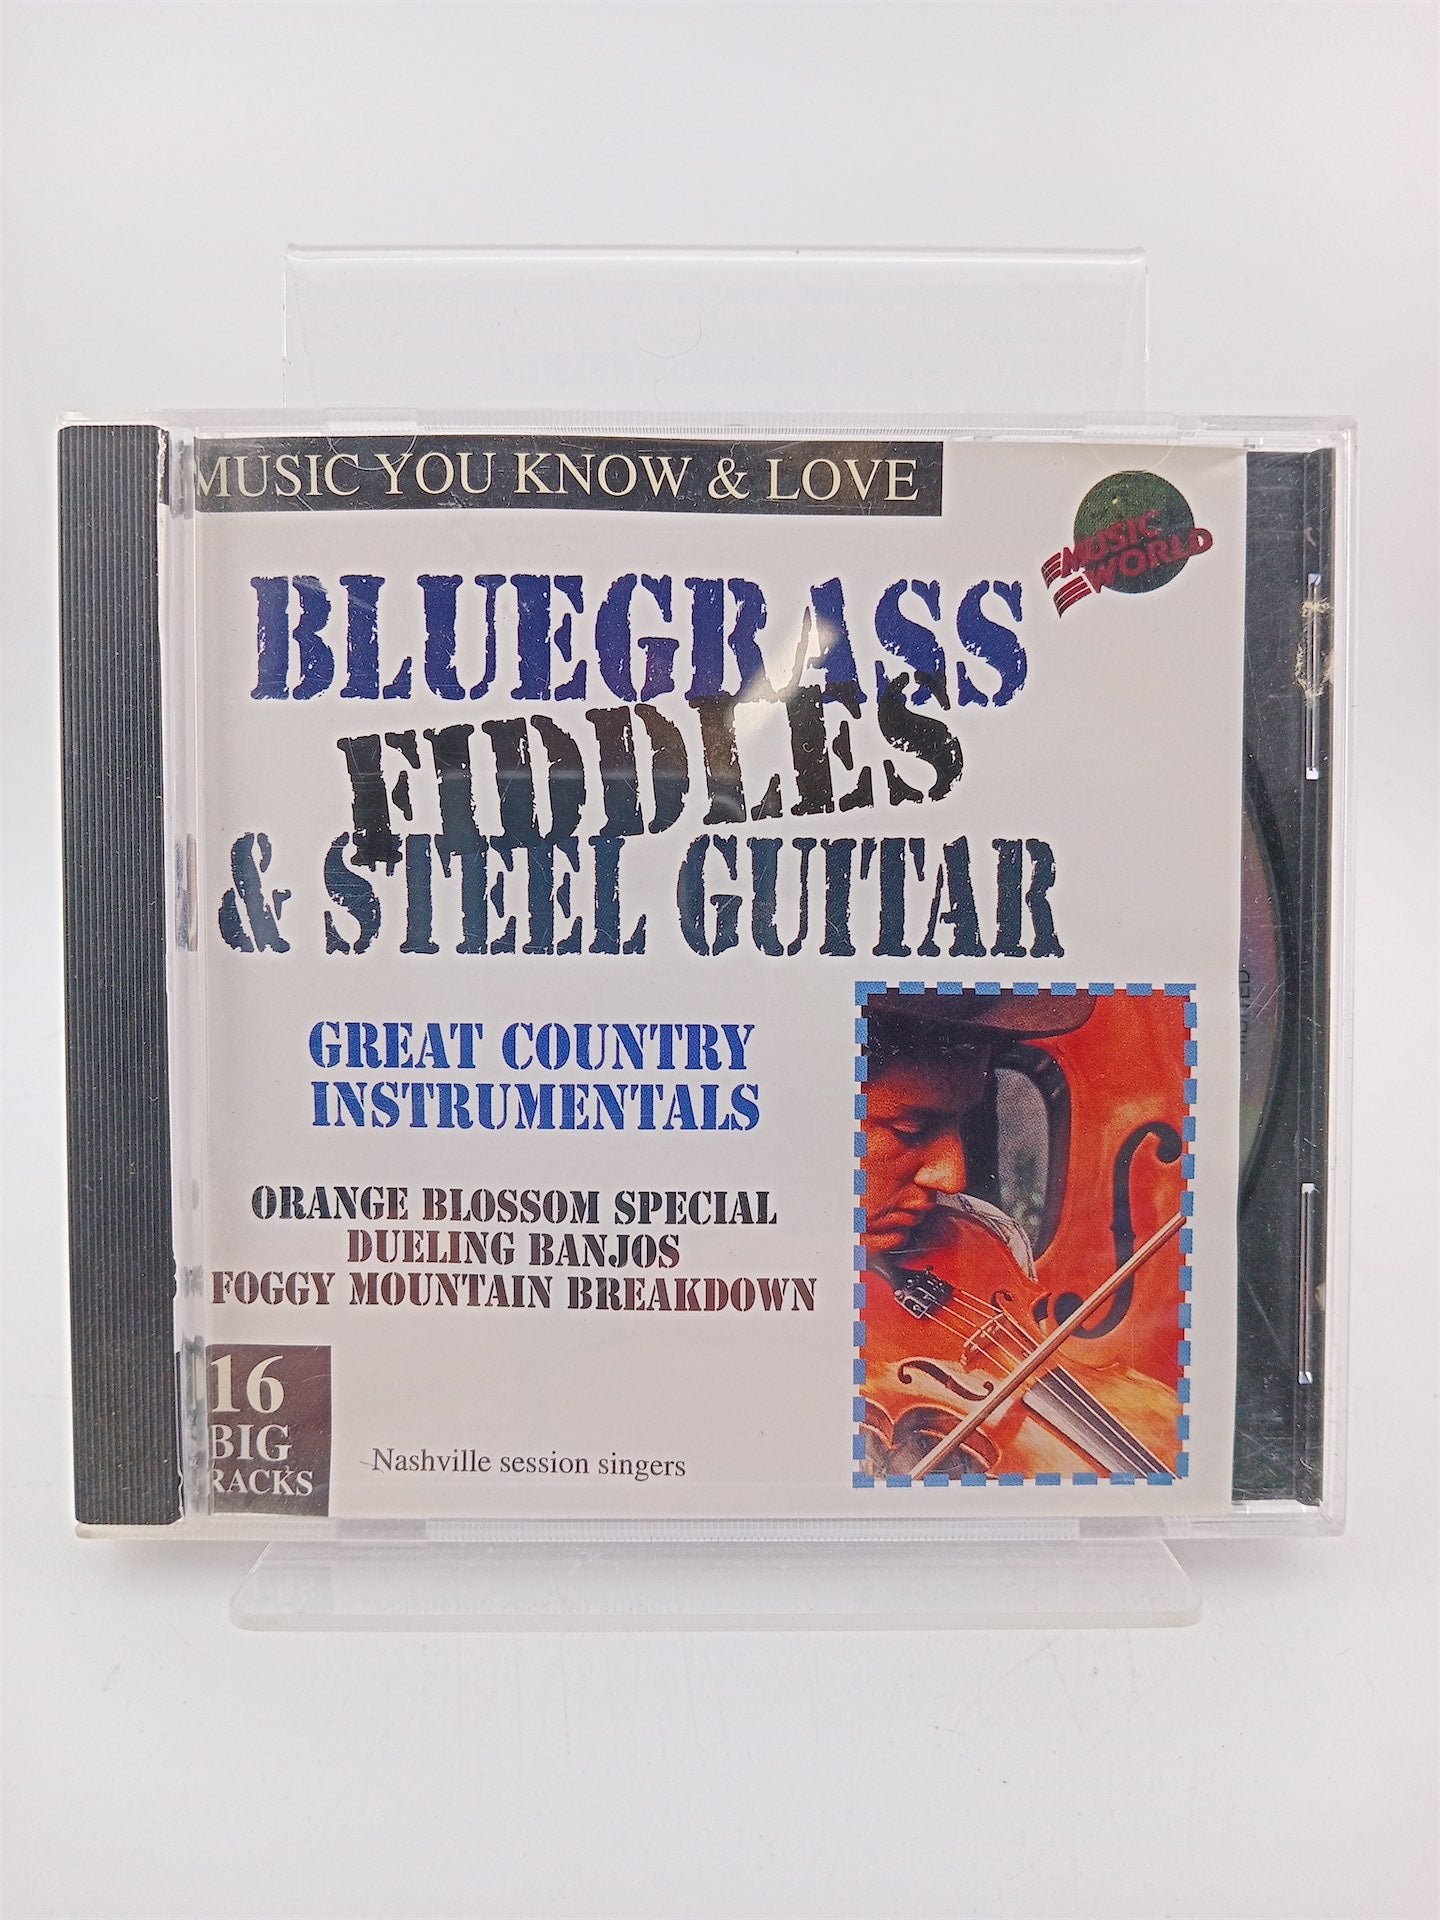 MUSIC YOU KNOW & LOVE
MUSIC
WORLD
BLUEGRASS
FIDDLES
& STEEL GUITAR
GREAT COUNTRY
INSTRUMENTALS
ORANGE BLOSSOM SPECIAL
DUELING BANJOS
FOGGY MOUNTAIN BREAKDOWN
16
BIG
RACKS
Nashville session singers